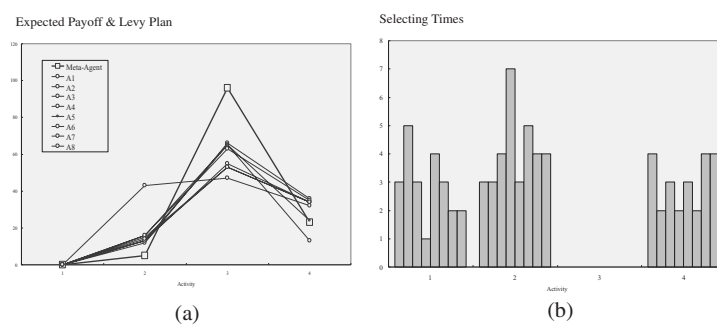 Expected Payoff & Levy Plan
120
100
80
60
40
20
0
Meta-Agent
A1
A2
A3
A4
A5
A6
A7
A8
1 2 3 4
Activity
(a)
Selecting Times
8
7
6
5
4
3
2
1
0
1 2 3 4
Activity
(b)